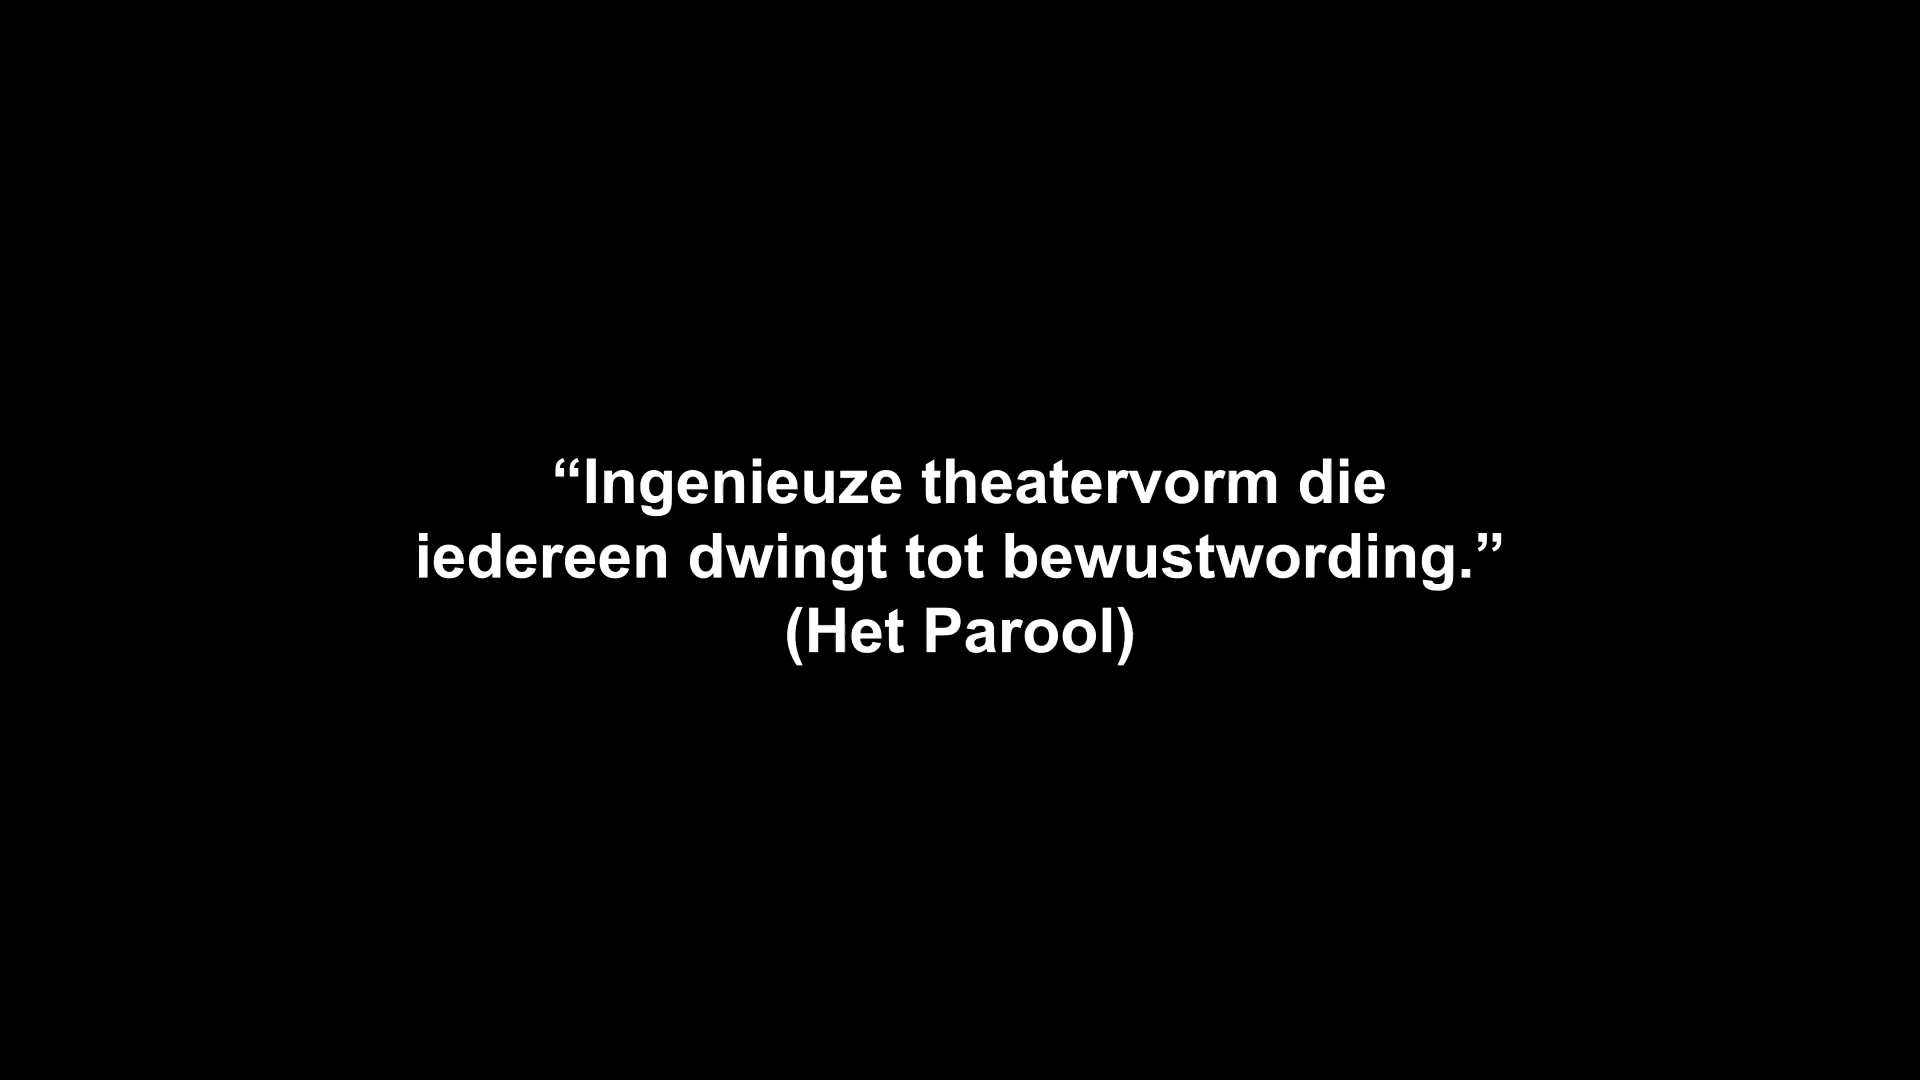 “Ingenieuze theatervorm die
iedereen dwingt tot bewustwording.”
(Het Parool)